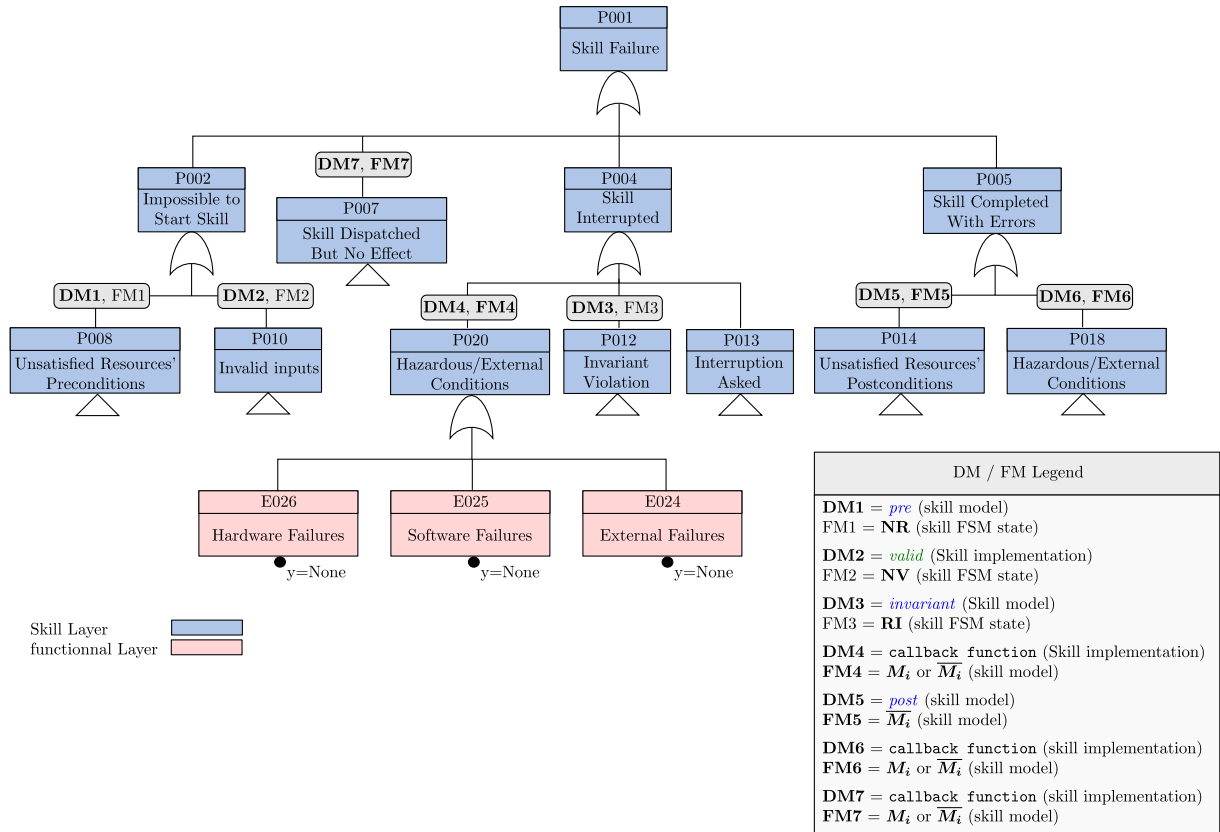 P001
Skill Failure
DM7, FM7
P002
Impossible to
Start Skill
P007
Skill Dispatched
But No Effect
P004
Skill
Interrupted
P005
Skill Completed
With Errors
DM1, FM1
DM2, FM2
DM4, FM4
DM3, FM3
DM5, FM5
DM6, FM6
P008
Unsatisfied Resources'
Preconditions
P010
Invalid inputs
P020
Hazardous/External
Conditions
P012
Invariant
Violation
P013
Interruption
Asked
P014
Unsatisfied Resources'
Postconditions
P018
Hazardous/External
Conditions
E026
Hardware Failures
y=None
E025
Software Failures
y=None
E024
External Failures
y=None
Skill Layer
functionnal Layer
DM / FM Legend
DM1 = pre (skill model)
FM1 = NR (skill FSM state)
DM2 = valid (Skill implementation)
FM2 = NV (skill FSM state)
DM3 = invariant (Skill model)
FM3 = RI (skill FSM state)
DM4 = callback function (Skill implementation)
FM4 = M_i or M̅_i (skill model)
DM5 = post (skill model)
FM5 = M̅_i (skill model)
DM6 = callback function (skill implementation)
FM6 = M_i or M̅_i (skill model)
DM7 = callback function (skill implementation)
FM7 = M_i or M̅_i (skill model)